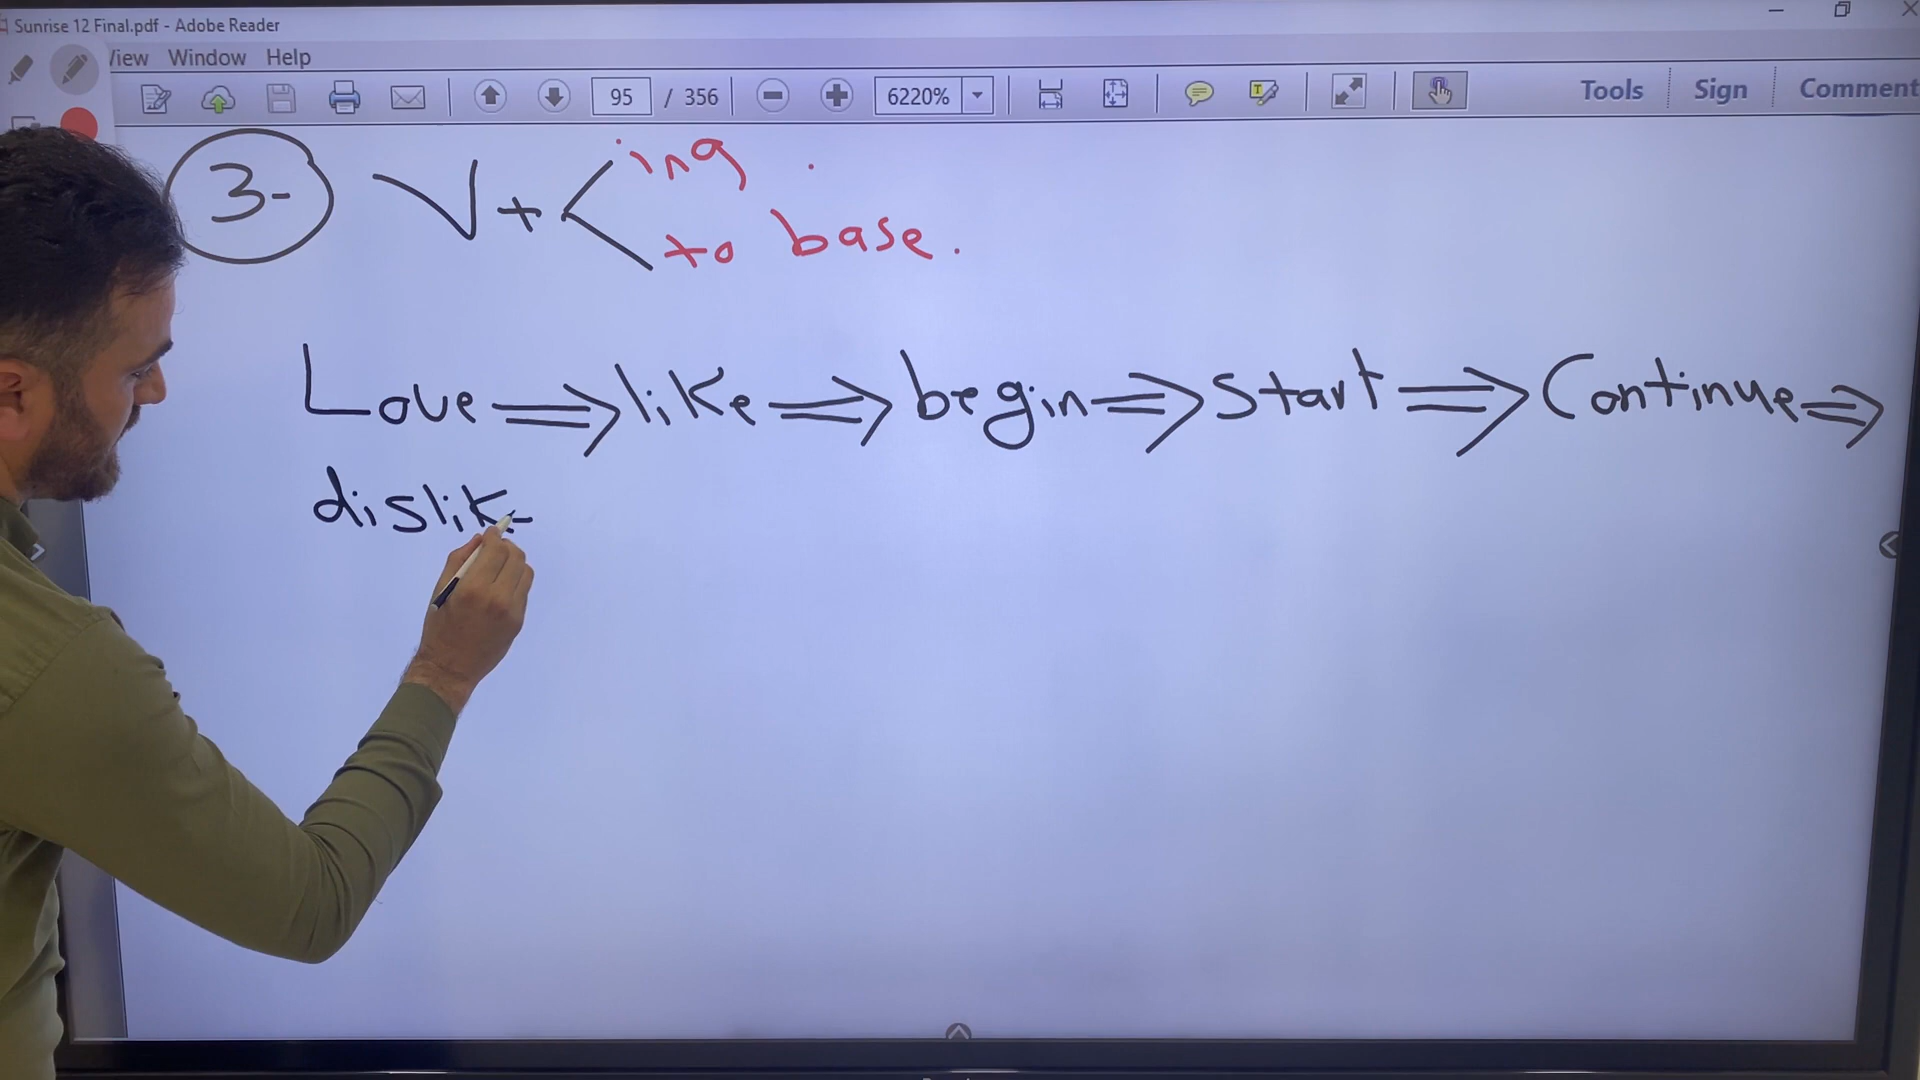 Sunrise 12 Final.pdf - Adobe Reader
View Window Help
95 / 356 6220% Tools Sign Comment
3- V + ing .
to base.
Love ⇒ like ⇒ begin ⇒ start ⇒ Continue ⇒
dislik